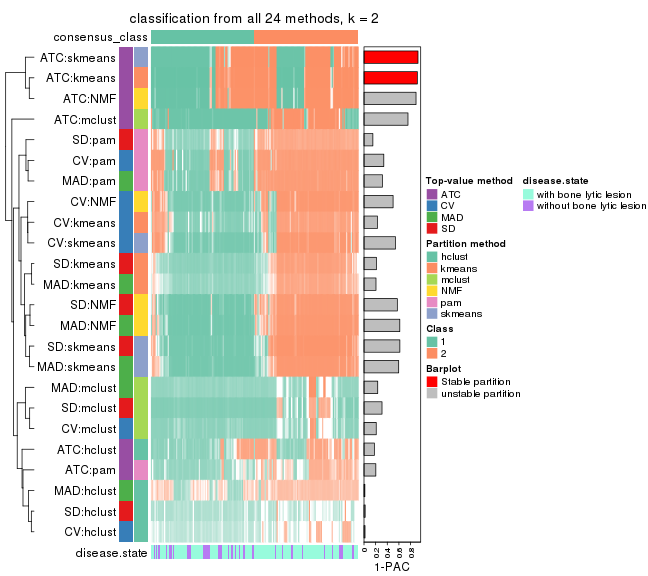 classification from all 24 methods, k = 2
consensus_class
ATC:skmeans
ATC:kmeans
ATC:NMF
ATC:mclust
SD:pam
CV:pam
MAD:pam
CV:NMF
CV:kmeans
CV:skmeans
SD:kmeans
MAD:kmeans
SD:NMF
MAD:NMF
SD:skmeans
MAD:skmeans
MAD:mclust
SD:mclust
CV:mclust
ATC:hclust
ATC:pam
MAD:hclust
SD:hclust
CV:hclust
disease.state
0 0.2 0.4 0.6 0.8
1-PAC
Top-value method
ATC
CV
MAD
SD
Partition method
hclust
kmeans
mclust
NMF
pam
skmeans
Class
1
2
Barplot
Stable partition
unstable partition
disease.state
with bone lytic lesion
without bone lytic lesion